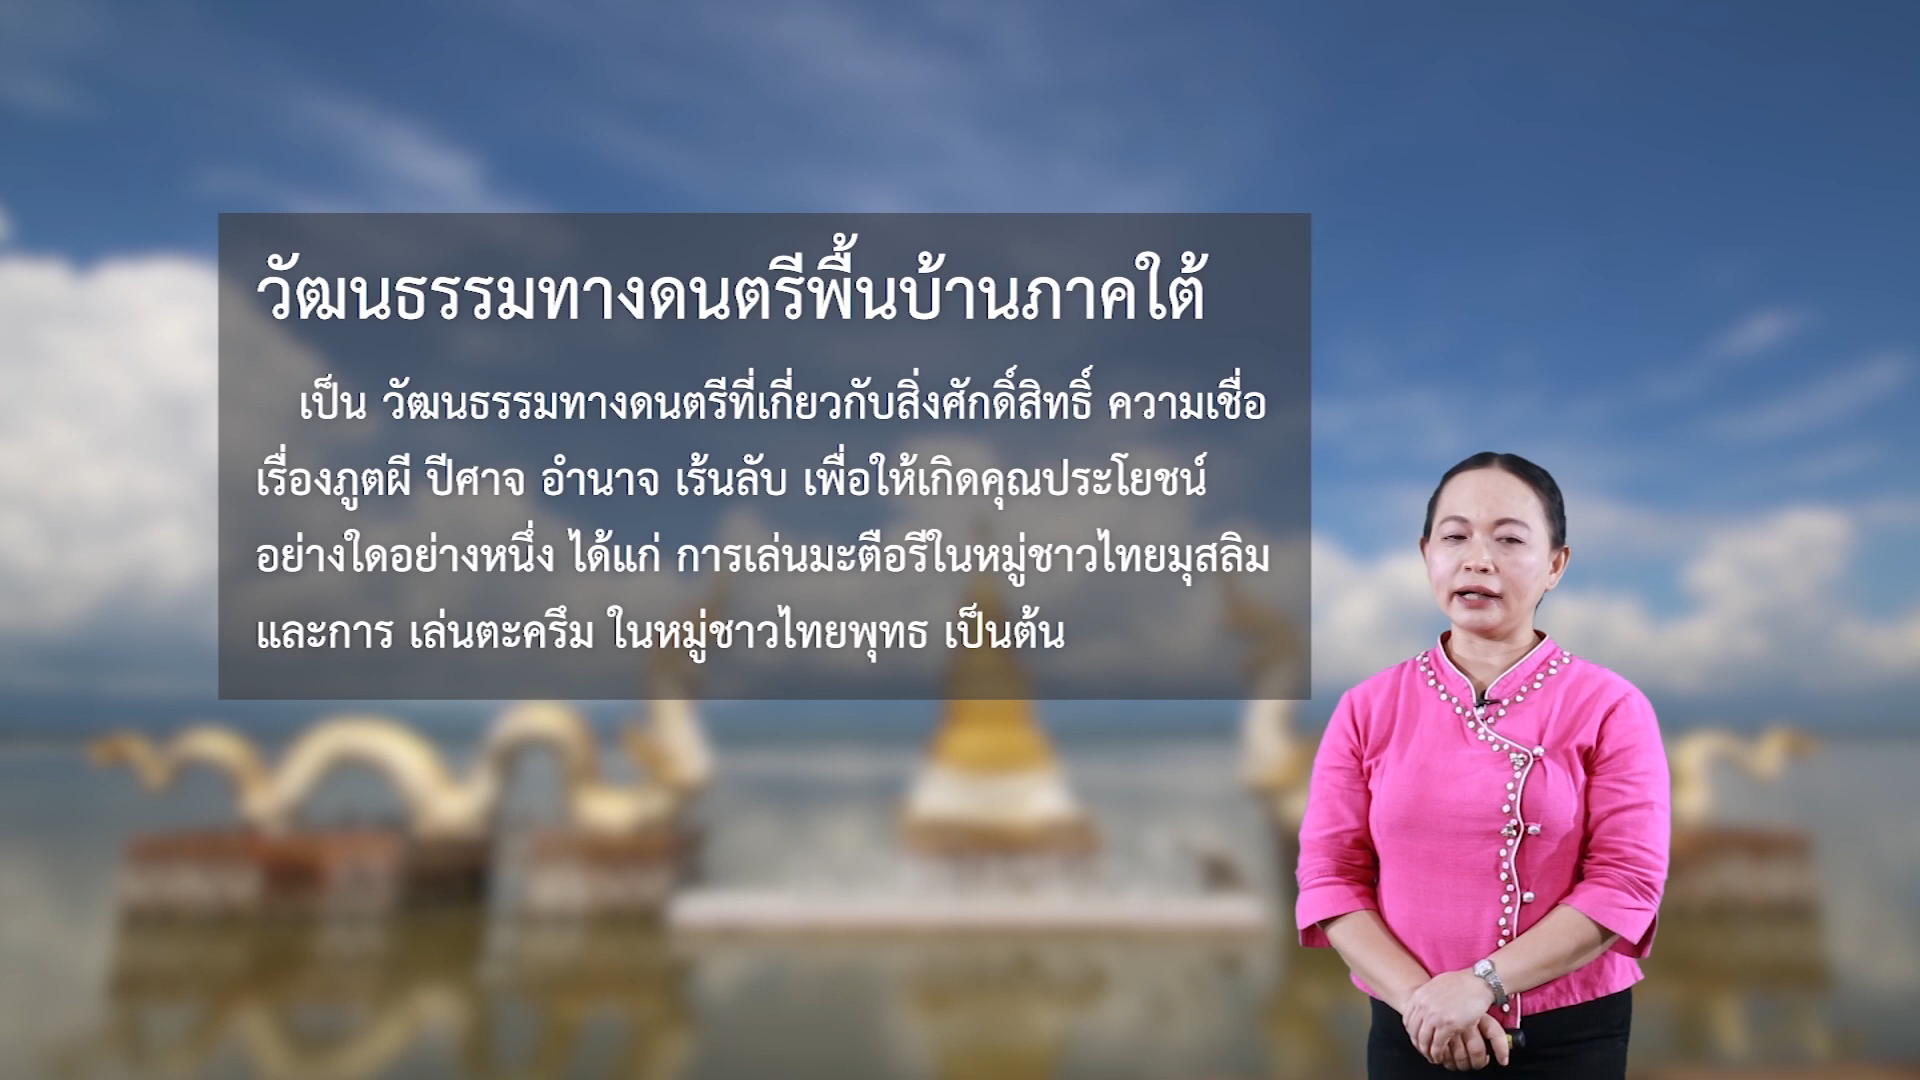 วัฒนธรรมทางดนตรีพื้นบ้านภาคใต้
เป็น วัฒนธรรมทางดนตรีที่เกี่ยวกับสิ่งศักดิ์สิทธิ์ ความเชื่อ
เรื่องภูตผี ปีศาจ อำนาจ เร้นลับ เพื่อให้เกิดคุณประโยชน์
อย่างใดอย่างหนึ่ง ได้แก่ การเล่นมะตือรีในหมู่ชาวไทยมุสลิม
และการ เล่นตะครึม ในหมู่ชาวไทยพุทธ เป็นต้น